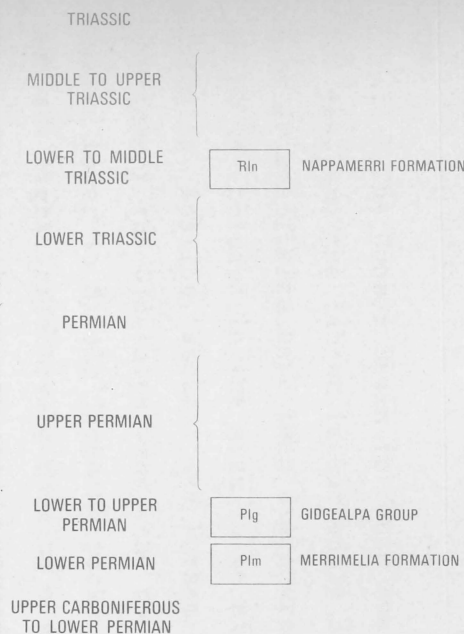 TRIASSIC
MIDDLE TO UPPER
TRIASSIC
LOWER TO MIDDLE
TRIASSIC
Rln
NAPPAMERRI FORMATION
LOWER TRIASSIC
PERMIAN
UPPER PERMIAN
LOWER TO UPPER
PERMIAN
Plg
GIDGEALPA GROUP
LOWER PERMIAN
Plm
MERRIMELIA FORMATION
UPPER CARBONIFEROUS
TO LOWER PERMIAN